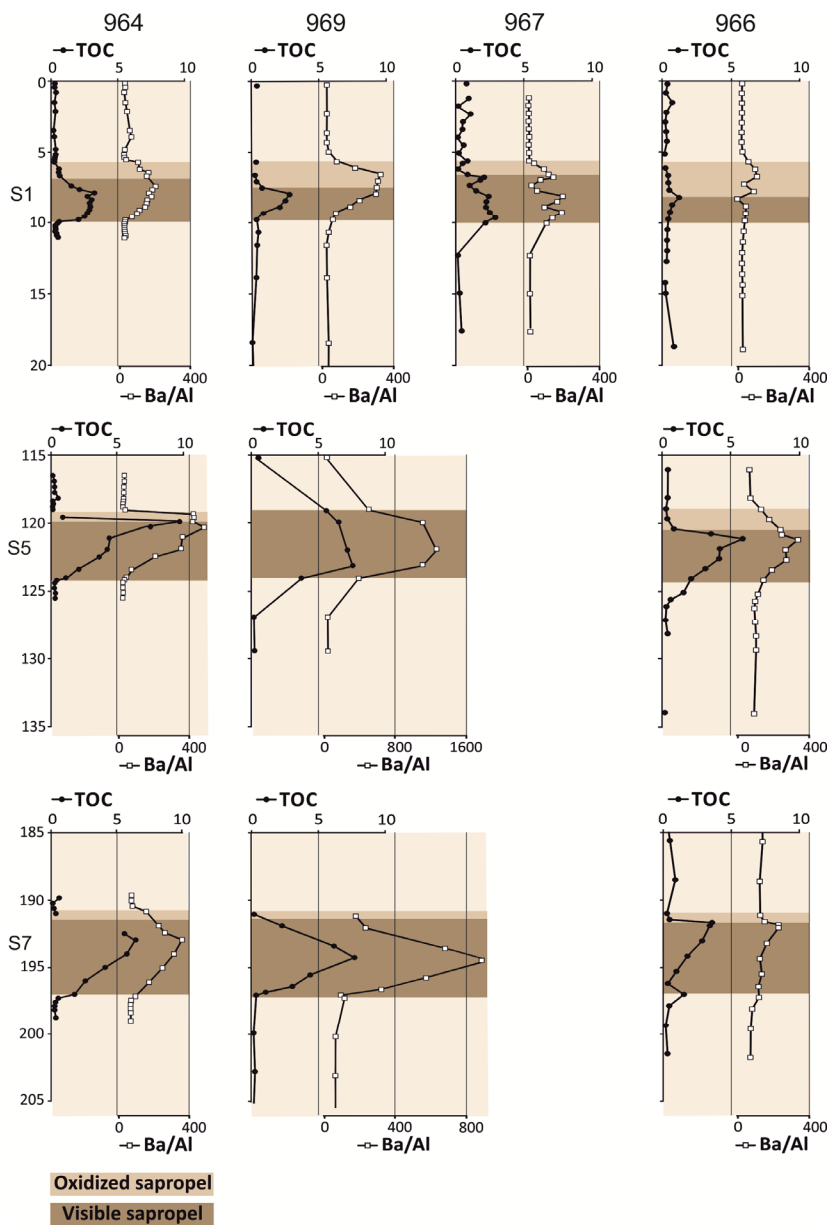 964 969 967 966
TOC TOC TOC TOC
0 5 10 0 5 10 0 5 10 0 5 10
0
5
S1
10
15
20
0 400 0 400 0 400 0 400
Ba/Al Ba/Al Ba/Al Ba/Al
TOC TOC TOC
0 5 10 0 5 10 0 5 10
115
120
S5
125
130
135
0 400 0 800 1600 0 400
Ba/Al Ba/Al Ba/Al
TOC TOC TOC
0 5 10 0 5 10 0 5 10
185
190
S7
195
200
205
0 400 0 400 800 0 400
Ba/Al Ba/Al Ba/Al
Oxidized sapropel
Visible sapropel